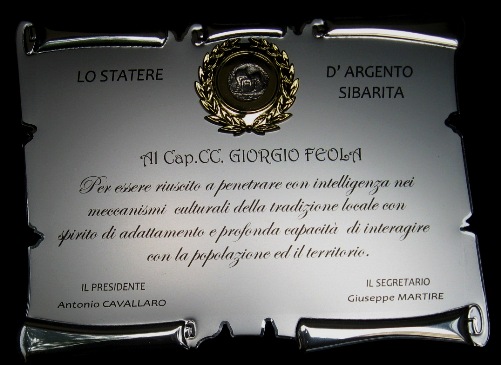 LO STATERE D' ARGENTO
SIBARITA
Al Cap.CC. GIORGIO FEOLA
Per essere riuscito a penetrare con intelligenza nei
meccanismi culturali della tradizione locale con
spirito di adattamento e profonda capacità di interagire
con la popolazione ed il territorio.
IL PRESIDENTE
Antonio CAVALLARO
IL SEGRETARIO
Giuseppe MARTIRE